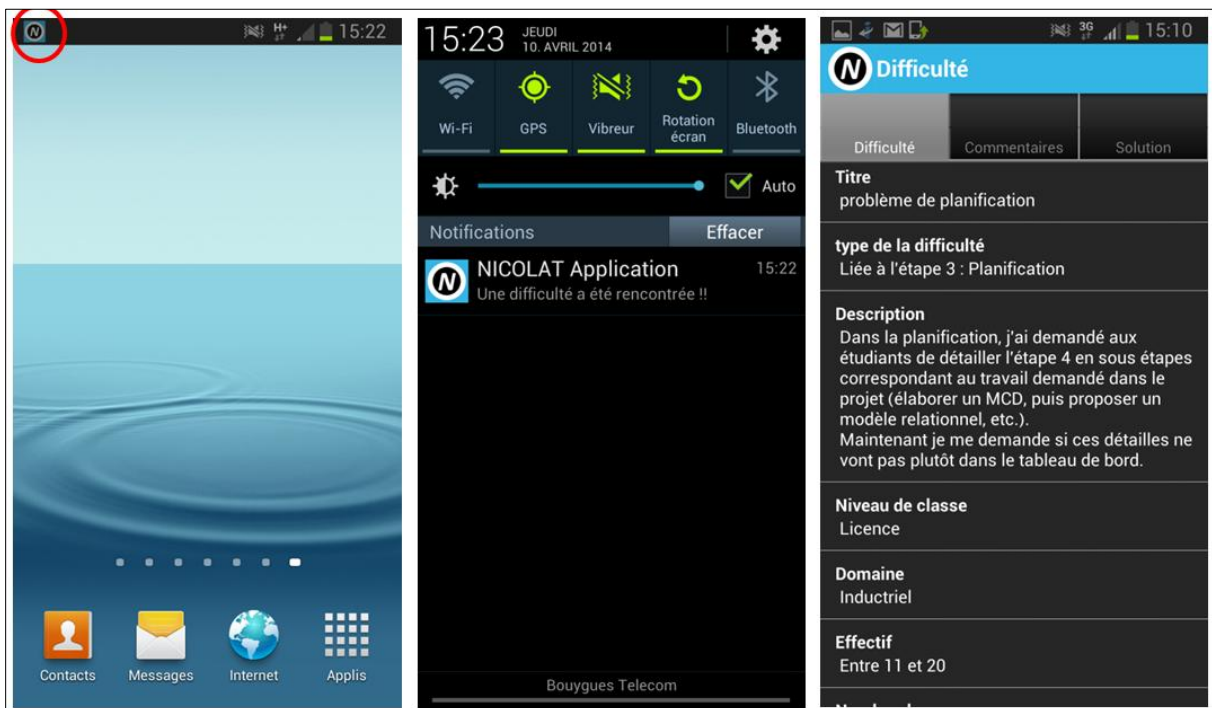 N
H+
15:22
Contacts
Messages
Internet
Applis
15:23
JEUDI
10. AVRIL 2014
Wi-Fi
GPS
Vibreur
Rotation
écran
Bluetooth
Auto
Notifications
Effacer
N
NICOLAT Application
15:22
Une difficulté a été rencontrée !!
Bouygues Telecom
3G
15:10
N
Difficulté
Difficulté
Commentaires
Solution
Titre
problème de planification
type de la difficulté
Liée à l'étape 3 : Planification
Description
Dans la planification, j'ai demandé aux
étudiants de détailler l'étape 4 en sous étapes
correspondant au travail demandé dans le
projet (élaborer un MCD, puis proposer un
modèle relationnel, etc.).
Maintenant je me demande si ces détailles ne
vont pas plutôt dans le tableau de bord.
Niveau de classe
Licence
Domaine
Inductriel
Effectif
Entre 11 et 20